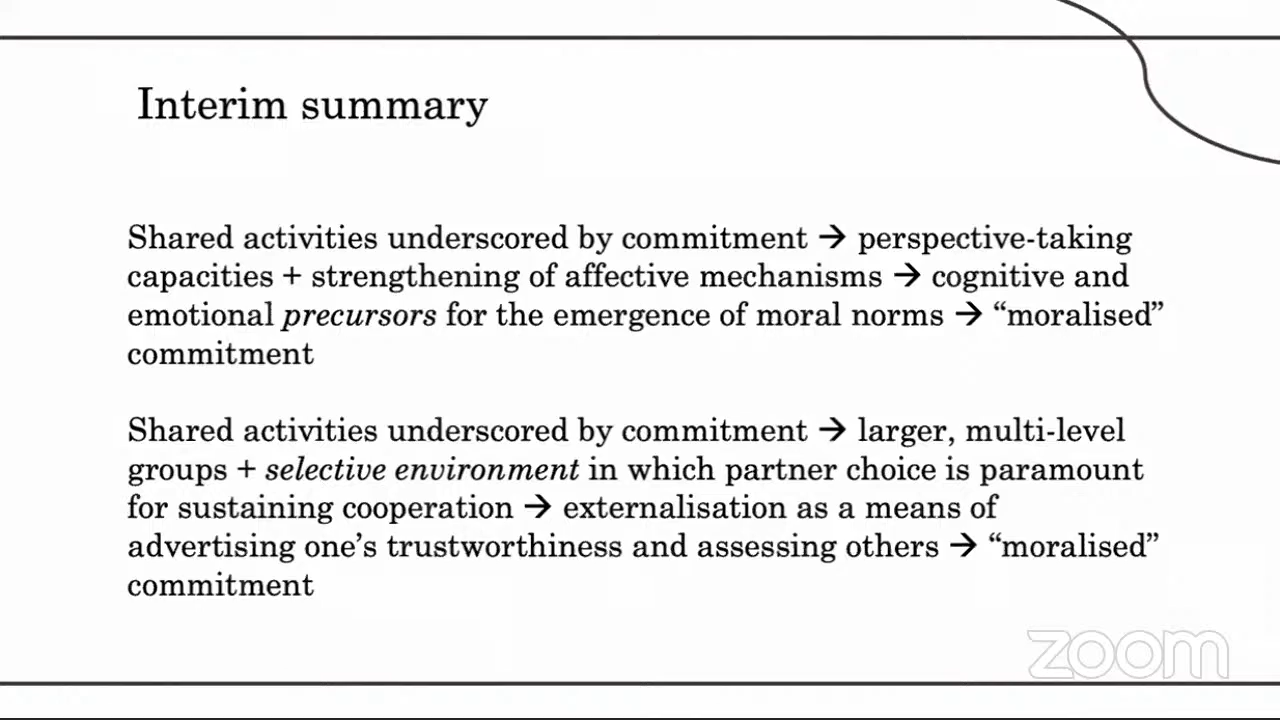 Interim summary
Shared activities underscored by commitment → perspective-taking
capacities + strengthening of affective mechanisms → cognitive and
emotional precursors for the emergence of moral norms → “moralised”
commitment
Shared activities underscored by commitment → larger, multi-level
groups + selective environment in which partner choice is paramount
for sustaining cooperation → externalisation as a means of
advertising one’s trustworthiness and assessing others → “moralised”
commitment
zoom